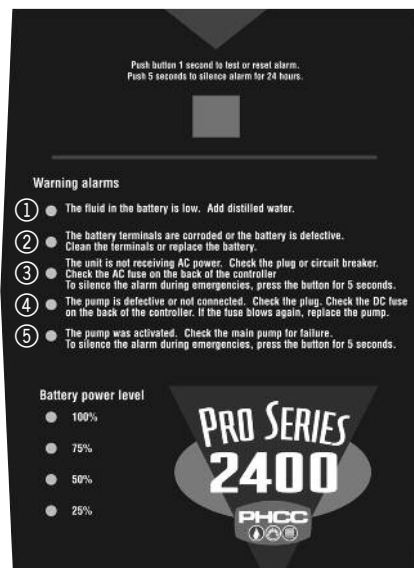 Push button 1 second to test or reset alarm.
Push 5 seconds to silence alarm for 24 hours.
Warning alarms
1 The fluid in the battery is low. Add distilled water.
2 The battery terminals are corroded or the battery is defective.
Clean the terminals or replace the battery.
3 The unit is not receiving AC power. Check the plug or circuit breaker.
Check the AC fuse on the back of the controller
To silence the alarm during emergencies, press the button for 5 seconds.
4 The pump is defective or not connected. Check the plug. Check the DC fuse
on the back of the controller. If the fuse blows again, replace the pump.
5 The pump was activated. Check the main pump for failure.
To silence the alarm during emergencies, press the button for 5 seconds.
Battery power level
100%
75%
50%
25%
PRO SERIES
2400
PHCC